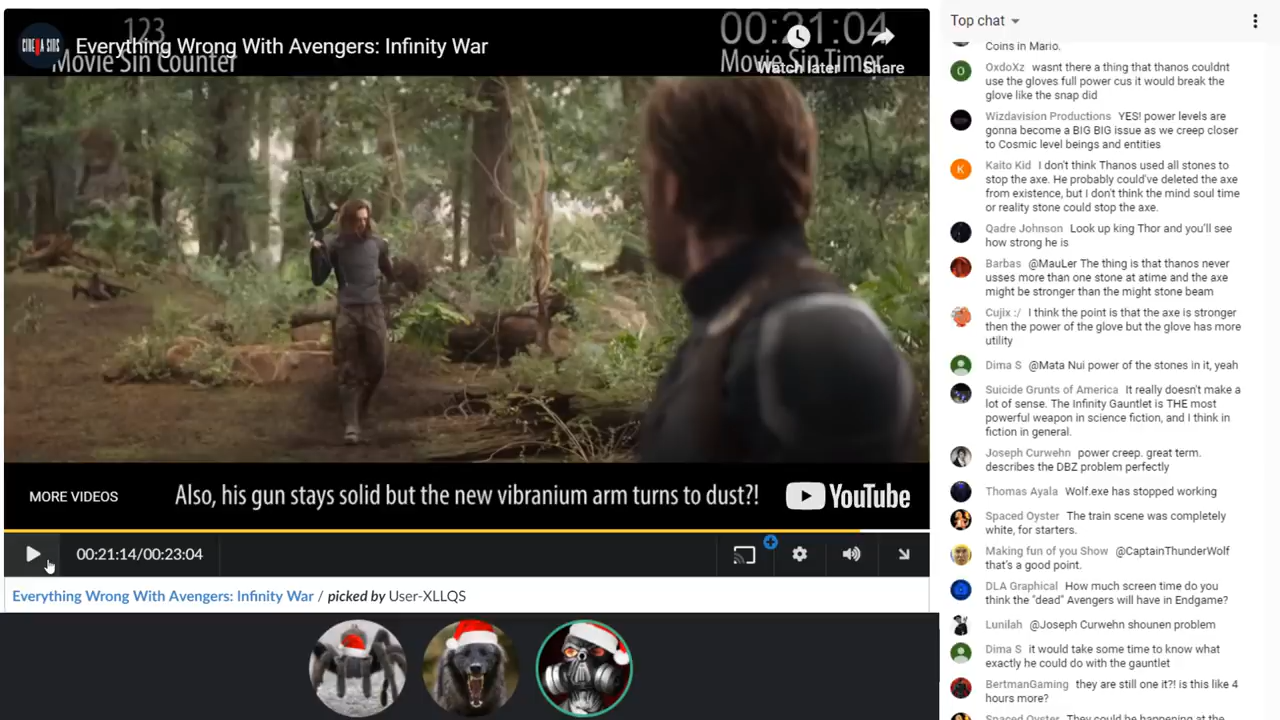 123
Movie Sin Counter
00:21:04
Movie Sin Timer
CINEMA SINS
Everything Wrong With Avengers: Infinity War
Watch later
Share
MORE VIDEOS
Also, his gun stays solid but the new vibranium arm turns to dust?!
YouTube
00:21:14/00:23:04
Everything Wrong With Avengers: Infinity War / picked by User-XLLQS
Top chat
Coins in Mario.
O
OxdoXz wasnt there a thing that thanos couldnt
use the gloves full power cus it would break the
glove like the snap did
Wizdavision Productions YES! power levels are
gonna become a BIG BIG issue as we creep closer
to Cosmic level beings and entities
K
Kaito Kid I don't think Thanos used all stones to
stop the axe. He probably could've deleted the axe
from existence, but I don't think the mind soul time
or reality stone could stop the axe.
Qadre Johnson Look up king Thor and you'll see
how strong he is
Barbas @MauLer The thing is that thanos never
usses more than one stone at atime and the axe
might be stronger than the might stone beam
Cujix :/ I think the point is that the axe is stronger
then the power of the glove but the glove has more
utility
Dima S @Mata Nui power of the stones in it, yeah
Suicide Grunts of America It really doesn't make a
lot of sense. The Infinity Gauntlet is THE most
powerful weapon in science fiction, and I think in
fiction in general.
Joseph Curwehn power creep. great term.
describes the DBZ problem perfectly
Thomas Ayala Wolf.exe has stopped working
Spaced Oyster The train scene was completely
white, for starters.
Making fun of you Show @CaptainThunderWolf
that's a good point.
DLA Graphical How much screen time do you
think the "dead" Avengers will have in Endgame?
Lunilah @Joseph Curwehn shounen problem
Dima S it would take some time to know what
exactly he could do with the gauntlet
BertmanGaming they are still one it?! is this like 4
hours more?
Spaced Oyster They could be happening at the